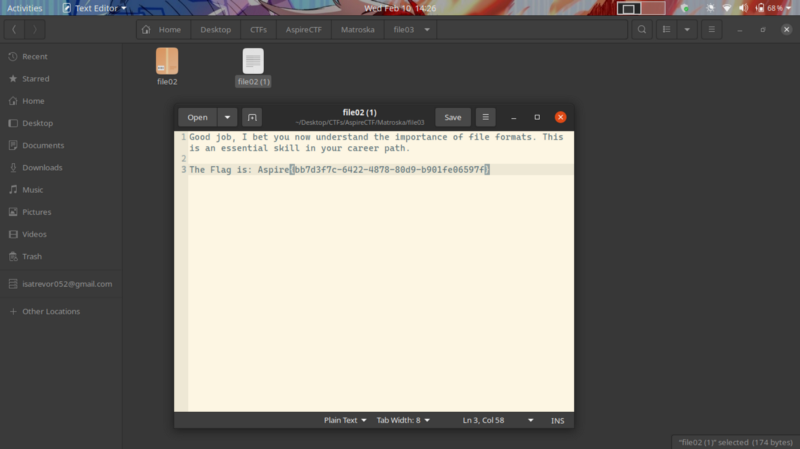 Activities
Text Editor
Wed Feb 10, 14:26
68%
Home
Desktop
CTFs
AspireCTF
Matroska
file03
Recent
Starred
Home
Desktop
Documents
Downloads
Music
Pictures
Videos
Trash
isatrevor052@gmail.com
Other Locations
file02
file02 (1)
Open
file02 (1)
~/Desktop/CTFs/AspireCTF/Matroska/file03
Save
1 Good job, I bet you now understand the importance of file formats. This
is an essential skill in your career path.
2
3 The Flag is: Aspire{bb7d3f7c-6422-4878-80d9-b901fe06597f}
Plain Text
Tab Width: 8
Ln 3, Col 58
INS
"file02 (1)" selected (174 bytes)